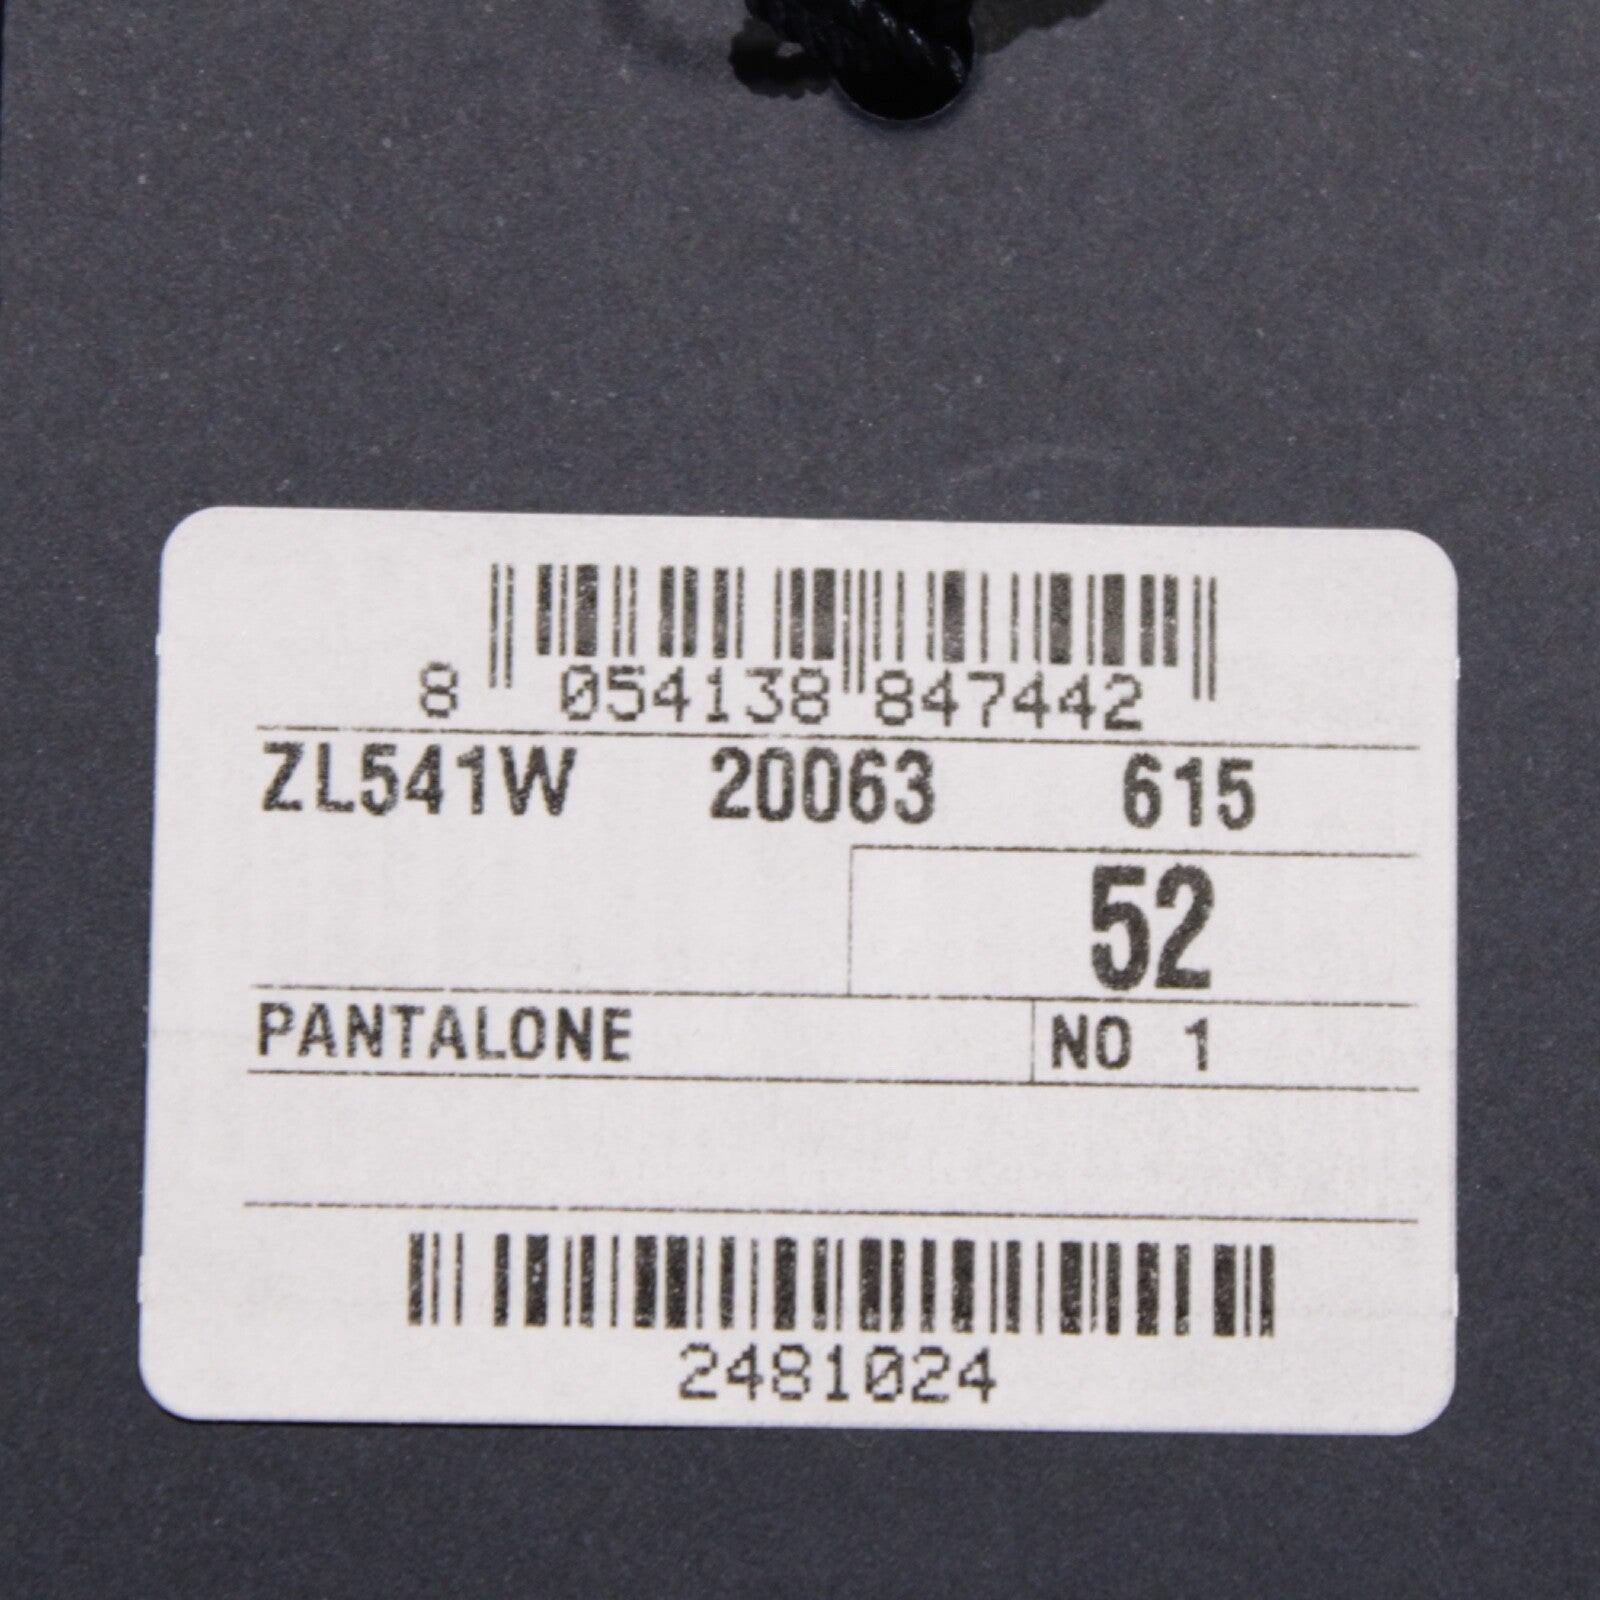 8 054138 847442
ZL541W 20063 615
52
PANTALONE NO 1
2481024